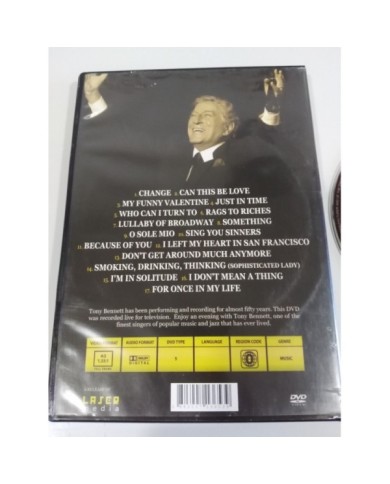 1. CHANGE 2. CAN THIS BE LOVE
3. MY FUNNY VALENTINE 4. JUST IN TIME
5. WHO CAN I TURN TO 6. RAGS TO RICHES
7. LULLABY OF BROADWAY 8. SOMETHING
9. O SOLE MIO 10. SING YOU SINNERS
11. BECAUSE OF YOU 12. I LEFT MY HEART IN SAN FRANCISCO
13. DON'T GET AROUND MUCH ANYMORE
14. SMOKING, DRINKING, THINKING (SOPHISTICATED LADY)
15. I'M IN SOLITUDE 16. I DON'T MEAN A THING
17. FOR ONCE IN MY LIFE
Tony Bennett has been performing and recording for almost fifty years. This DVD
was recorded live for television. Enjoy an evening with Tony Bennett, one of the
finest singers of popular music and jazz that has ever lived.
FORMAT AUDIO FORMAT DVD TYPE LANGUAGE REGION CODE GENRE
DOLBY
DIGITAL 5 0 MUSIC
LASER
media
DVD